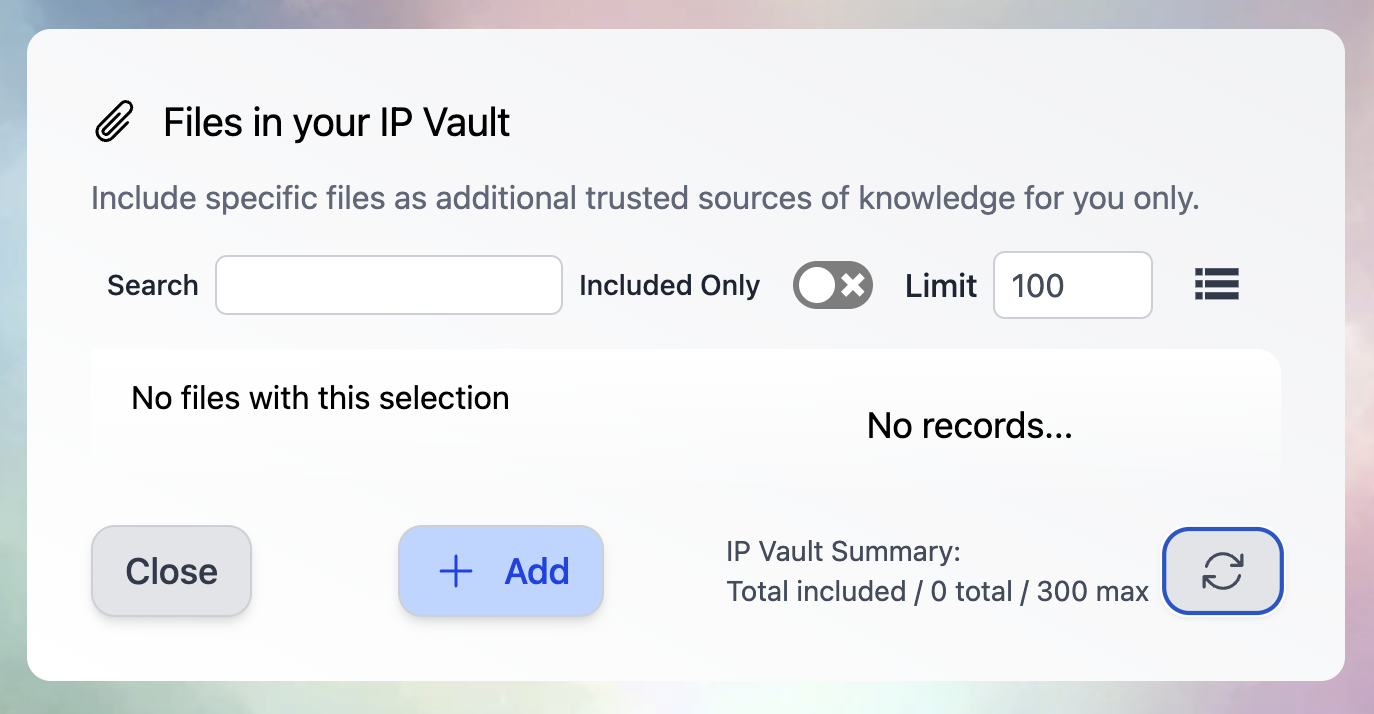 Files in your IP Vault
Include specific files as additional trusted sources of knowledge for you only.
Search Included Only Limit 100
No files with this selection
No records...
Close + Add
IP Vault Summary:
Total included / 0 total / 300 max